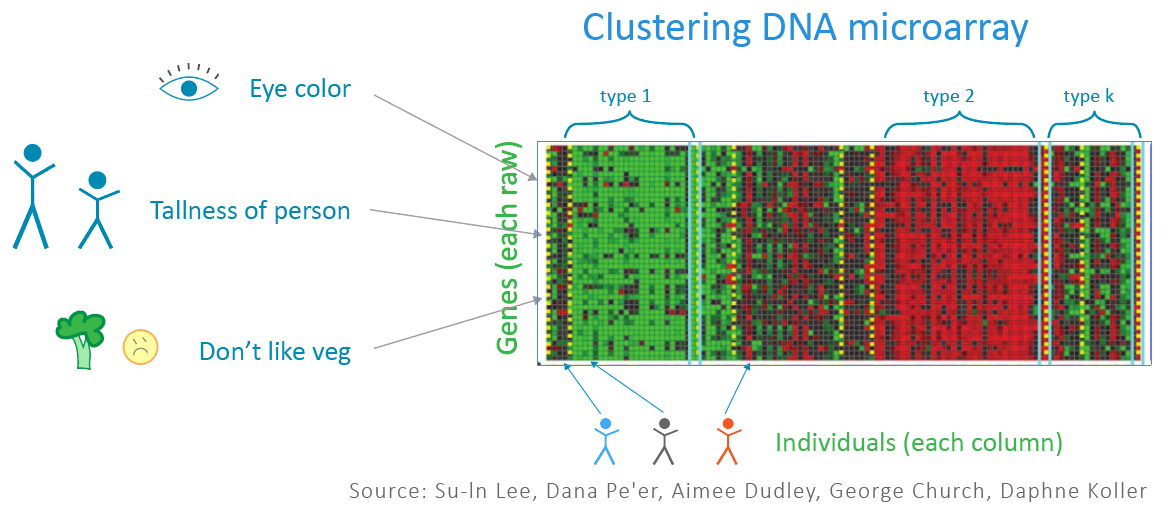 Clustering DNA microarray
Eye color
type 1
type 2
type k
Tallness of person
Genes (each raw)
Don't like veg
Individuals (each column)
Source: Su-In Lee, Dana Pe'er, Aimee Dudley, George Church, Daphne Koller